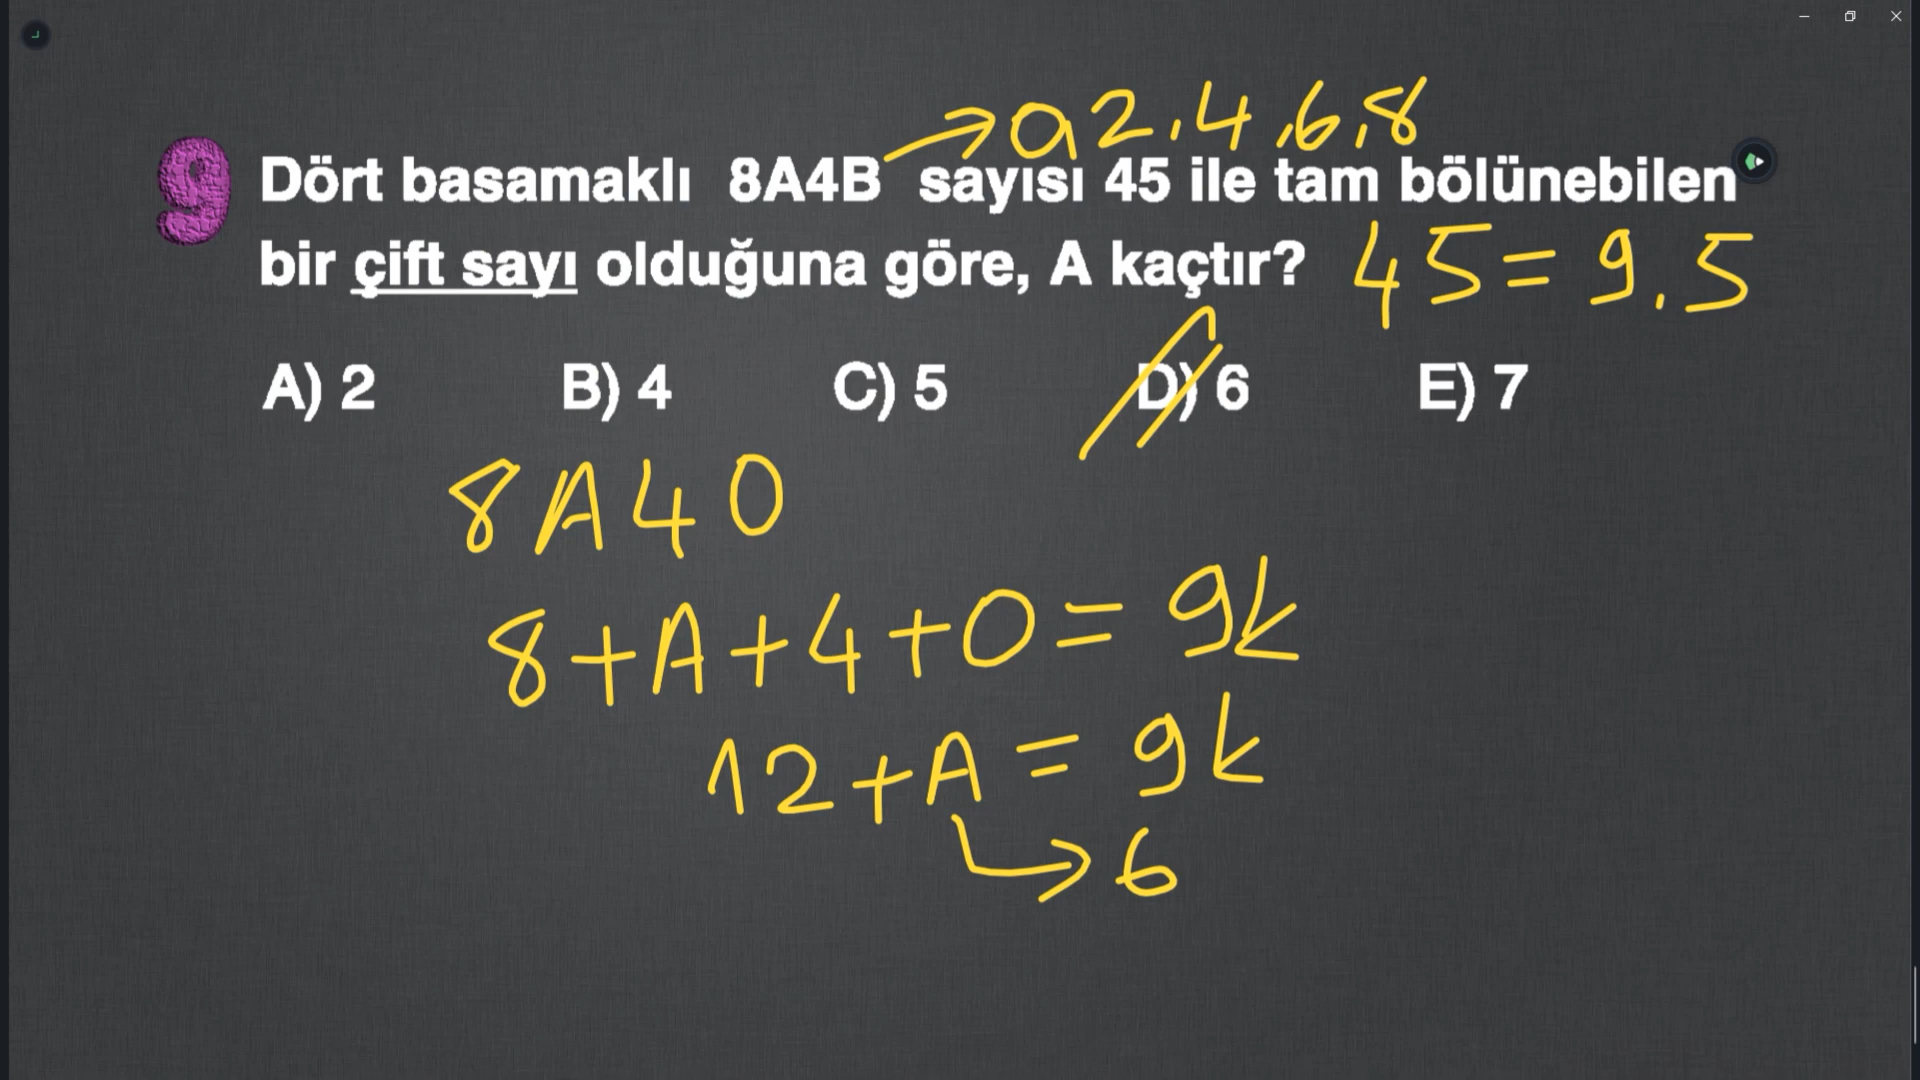 0,2,4,6,8
9 Dört basamaklı 8A4B sayısı 45 ile tam bölünebilen
bir çift sayı olduğuna göre, A kaçtır?
45=9.5
A) 2 B) 4 C) 5 D) 6 E) 7
8A40
8+A+4+0=9k
12+A=9k
6